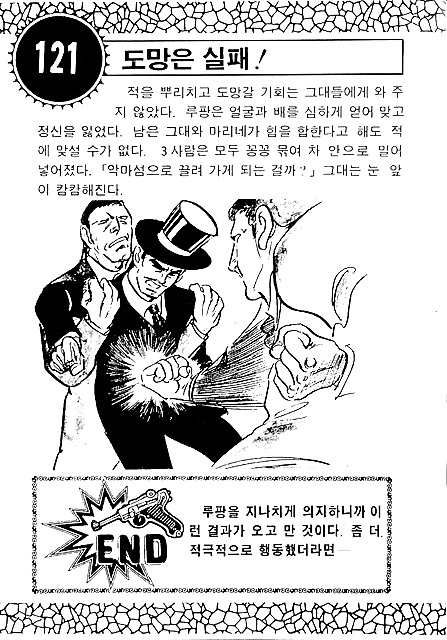 121
도망은 실패!
적을 뿌리치고 도망갈 기회는 그대들에게 와 주
지 않았다. 루팡은 얼굴과 배를 심하게 얻어 맞고
정신을 잃었다. 남은 그대와 마리네가 힘을 합한다고 해도 적
에 맞설 수가 없다. 3사람은 모두 꽁꽁 묶여 차 안으로 밀어
넣어졌다. 「악마섬으로 끌려 가게 되는 걸까?」 그대는 눈 앞
이 캄캄해진다.
END
루팡을 지나치게 의지하니까 이
런 결과가 오고 만 것이다. 좀 더
적극적으로 행동했더라면―